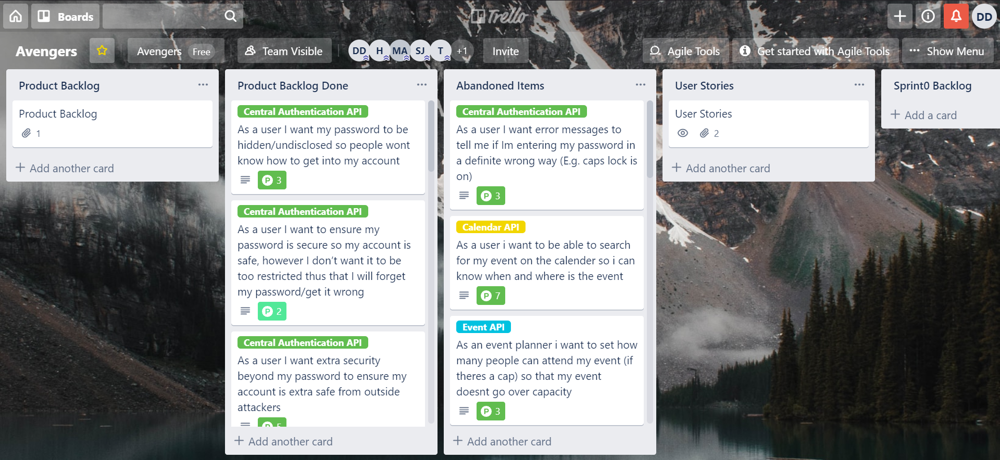 Boards
Trello
DD
Avengers
Avengers Free
Team Visible
DD H MA SJ T +1
Invite
Agile Tools
Get started with Agile Tools
Show Menu
Product Backlog
Product Backlog
1
Add another card
Product Backlog Done
Central Authentication API
As a user I want my password to be
hidden/undisclosed so people wont
know how to get into my account
P 3
Central Authentication API
As a user I want to ensure my
password is secure so my account is
safe, however I don’t want it to be
too restricted thus that I will forget
my password/get it wrong
P 2
Central Authentication API
As a user I want extra security
beyond my password to ensure my
account is extra safe from outside
attackers
P 5
Add another card
Abandoned Items
Central Authentication API
As a user I want error messages to
tell me if Im entering my password in
a definite wrong way (E.g. caps lock is
on)
P 3
Calendar API
As a user i want to be able to search
for my event on the calender so i can
know when and where is the event
P 7
Event API
As an event planner i want to set how
many people can attend my event (if
theres a cap) so that my event
doesnt go over capacity
P 3
Add another card
User Stories
User Stories
2
Add another card
Sprint0 Backlog
Add a card